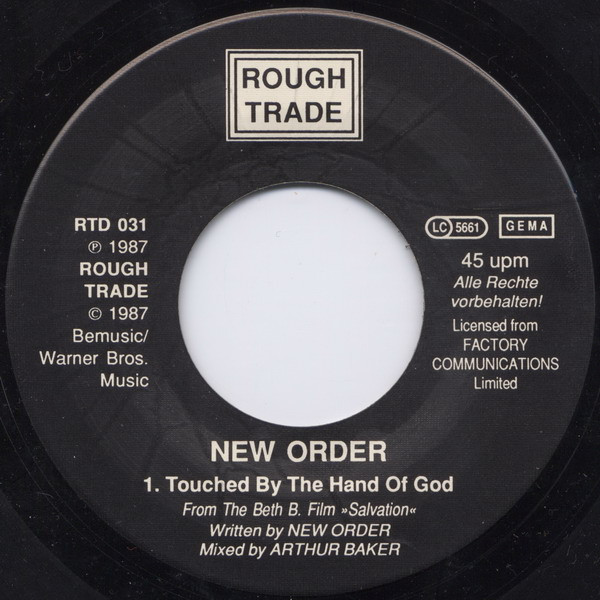 ROUGH
TRADE
RTD 031
℗ 1987
ROUGH
TRADE
© 1987
Bemusic/
Warner Bros.
Music
LC 5661 GEMA
45 upm
Alle Rechte
vorbehalten!
Licensed from
FACTORY
COMMUNICATIONS
Limited
NEW ORDER
1. Touched By The Hand Of God
From The Beth B. Film »Salvation«
Written by NEW ORDER
Mixed by ARTHUR BAKER